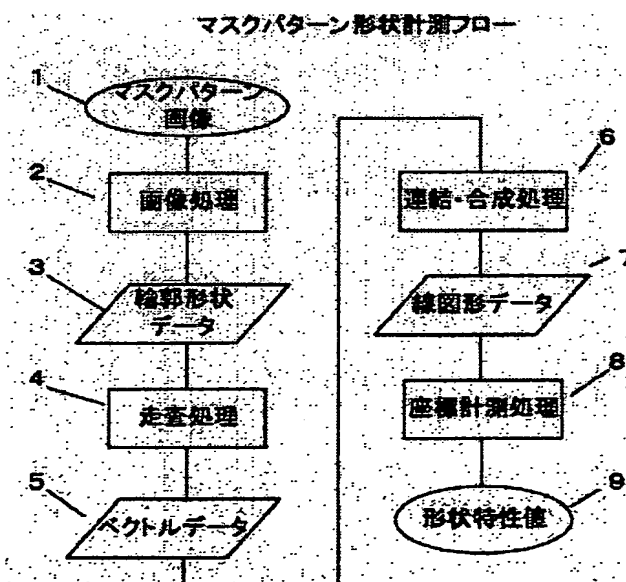 マスクパターン形状計測フロー
1
マスクパターン
画像
2
画像処理
3
輪郭形状
データ
4
走査処理
5
ベクトルデータ
6
連結・合成処理
7
線図形データ
8
座標計測処理
9
形状特性値